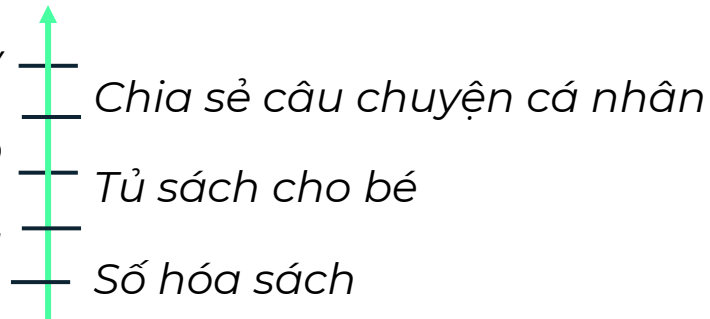 Chia sẻ câu chuyện cá nhân
Tủ sách cho bé
Số hóa sách